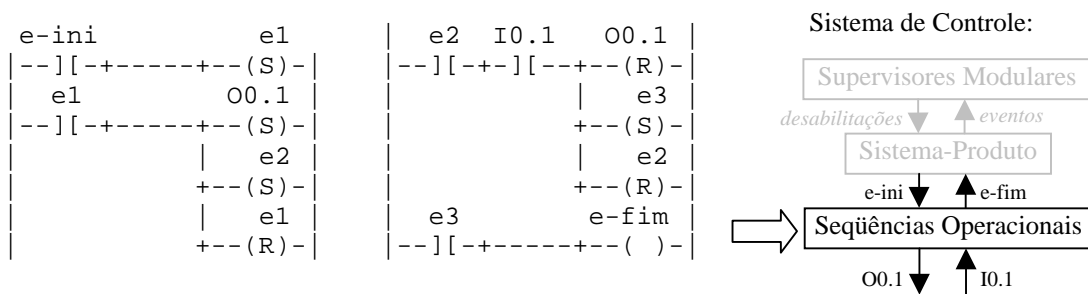 e-ini e1
|--][-+-----+--(S)-|
| e1 O0.1 |
|--][-+-----+--(S)-|
| | e2 |
| +--(S)-|
| | e1 |
| +--(R)-|
| e2 I0.1 O0.1 |
|--][-+-][--+--(R)-|
| | e3 |
| +--(S)-|
| | e2 |
| +--(R)-|
| e3 e-fim |
|--][-+-----+--( )-|
Sistema de Controle:
Supervisores Modulares
desabilitações eventos
Sistema-Produto
e-ini e-fim
Seqüências Operacionais
O0.1 I0.1